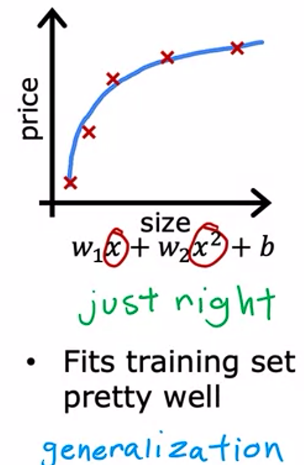 price
size
w₁x + w₂x² + b
just right
• Fits training set
pretty well
generalization